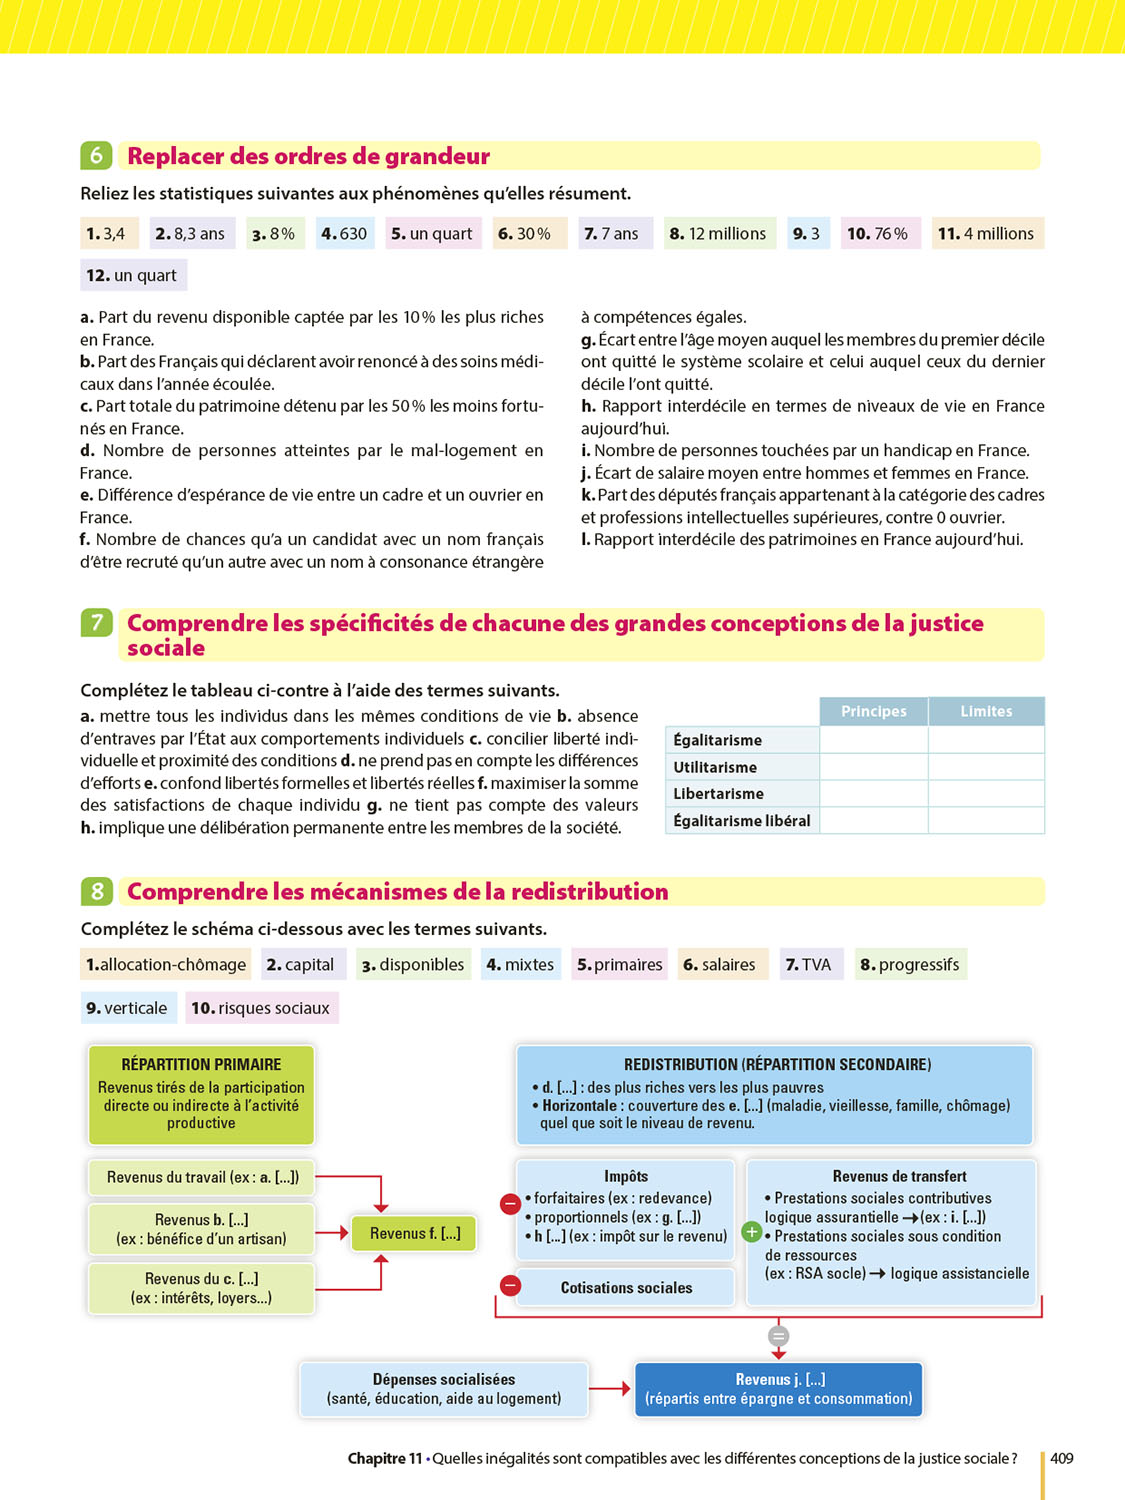 6 Replacer des ordres de grandeur
Reliez les statistiques suivantes aux phénomènes qu'elles résument.
1. 3,4 2. 8,3 ans 3. 8 % 4. 630 5. un quart 6. 30 % 7. 7 ans 8. 12 millions 9. 3 10. 76 % 11. 4 millions
12. un quart
a. Part du revenu disponible captée par les 10 % les plus riches
en France.
b. Part des Français qui déclarent avoir renoncé à des soins médi-
caux dans l'année écoulée.
c. Part totale du patrimoine détenu par les 50 % les moins fortu-
nés en France.
d. Nombre de personnes atteintes par le mal-logement en
France.
e. Différence d'espérance de vie entre un cadre et un ouvrier en
France.
f. Nombre de chances qu'a un candidat avec un nom français
d'être recruté qu'un autre avec un nom à consonance étrangère
à compétences égales.
g. Écart entre l'âge moyen auquel les membres du premier décile
ont quitté le système scolaire et celui auquel ceux du dernier
décile l'ont quitté.
h. Rapport interdécile en termes de niveaux de vie en France
aujourd'hui.
i. Nombre de personnes touchées par un handicap en France.
j. Écart de salaire moyen entre hommes et femmes en France.
k. Part des députés français appartenant à la catégorie des cadres
et professions intellectuelles supérieures, contre 0 ouvrier.
l. Rapport interdécile des patrimoines en France aujourd'hui.
7 Comprendre les spécificités de chacune des grandes conceptions de la justice
sociale
Complétez le tableau ci-contre à l'aide des termes suivants.
a. mettre tous les individus dans les mêmes conditions de vie b. absence
d'entraves par l'État aux comportements individuels c. concilier liberté indi-
viduelle et proximité des conditions d. ne prend pas en compte les différences
d'efforts e. confond libertés formelles et libertés réelles f. maximiser la somme
des satisfactions de chaque individu g. ne tient pas compte des valeurs
h. implique une délibération permanente entre les membres de la société.
Principes Limites
Égalitarisme
Utilitarisme
Libertarisme
Égalitarisme libéral
8 Comprendre les mécanismes de la redistribution
Complétez le schéma ci-dessous avec les termes suivants.
1.allocation-chômage 2. capital 3. disponibles 4. mixtes 5. primaires 6. salaires 7. TVA 8. progressifs
9. verticale 10. risques sociaux
RÉPARTITION PRIMAIRE
Revenus tirés de la participation
directe ou indirecte à l'activité
productive
REDISTRIBUTION (RÉPARTITION SECONDAIRE)
• d. [...] : des plus riches vers les plus pauvres
• Horizontale : couverture des e. [...] (maladie, vieillesse, famille, chômage)
quel que soit le niveau de revenu.
Revenus du travail (ex : a. [...])
Revenus b. [...]
(ex : bénéfice d'un artisan)
Revenus du c. [...]
(ex : intérêts, loyers...)
Revenus f. [...]
–
Impôts
• forfaitaires (ex : redevance)
• proportionnels (ex : g. [...])
• h [...] (ex : impôt sur le revenu)
–
Cotisations sociales
+
Revenus de transfert
• Prestations sociales contributives
logique assurantielle → (ex : i. [...])
• Prestations sociales sous condition
de ressources
(ex : RSA socle) → logique assistancielle
=
Dépenses socialisées
(santé, éducation, aide au logement)
Revenus j. [...]
(répartis entre épargne et consommation)
Chapitre 11 • Quelles inégalités sont compatibles avec les différentes conceptions de la justice sociale ? 409